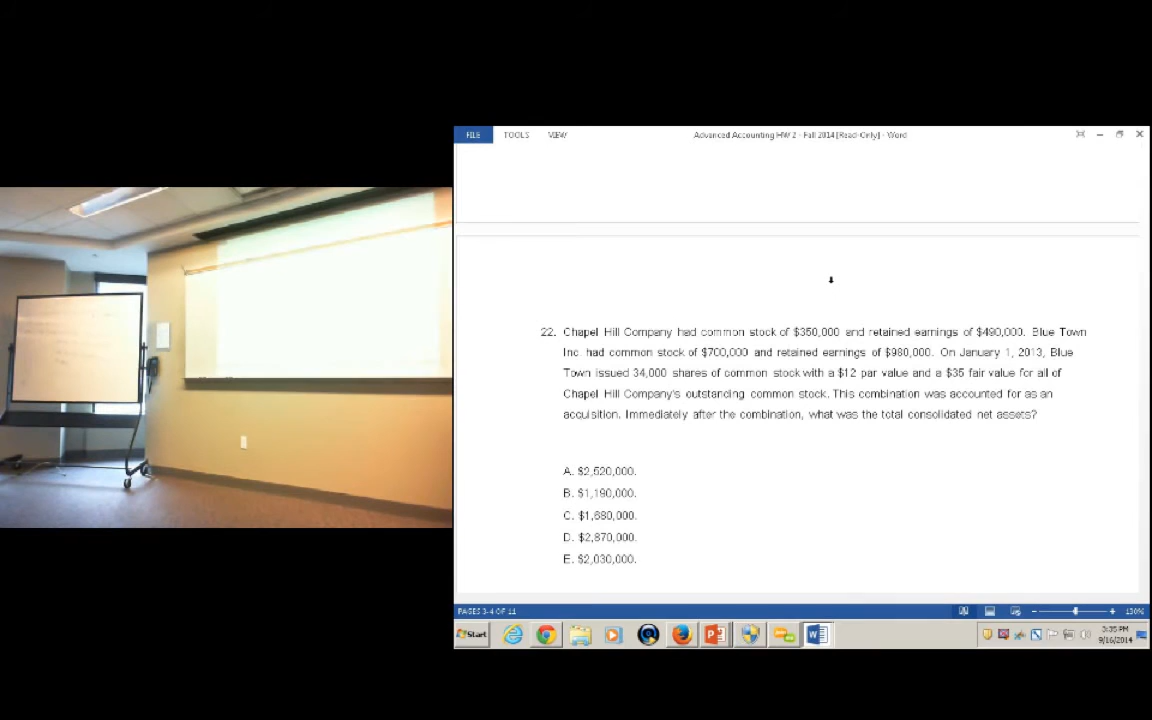 FILE TOOLS VIEW Advanced Accounting HW 2 - Fall 2014 [Read-Only] - Word
22. Chapel Hill Company had common stock of $350,000 and retained earnings of $490,000. Blue Town
Inc. had common stock of $700,000 and retained earnings of $980,000. On January 1, 2013, Blue
Town issued 34,000 shares of common stock with a $12 par value and a $35 fair value for all of
Chapel Hill Company's outstanding common stock. This combination was accounted for as an
acquisition. Immediately after the combination, what was the total consolidated net assets?
A. $2,520,000.
B. $1,190,000.
C. $1,680,000.
D. $2,870,000.
E. $2,030,000.
PAGES 3-4 OF 11 130%
Start 3:35 PM
9/16/2014